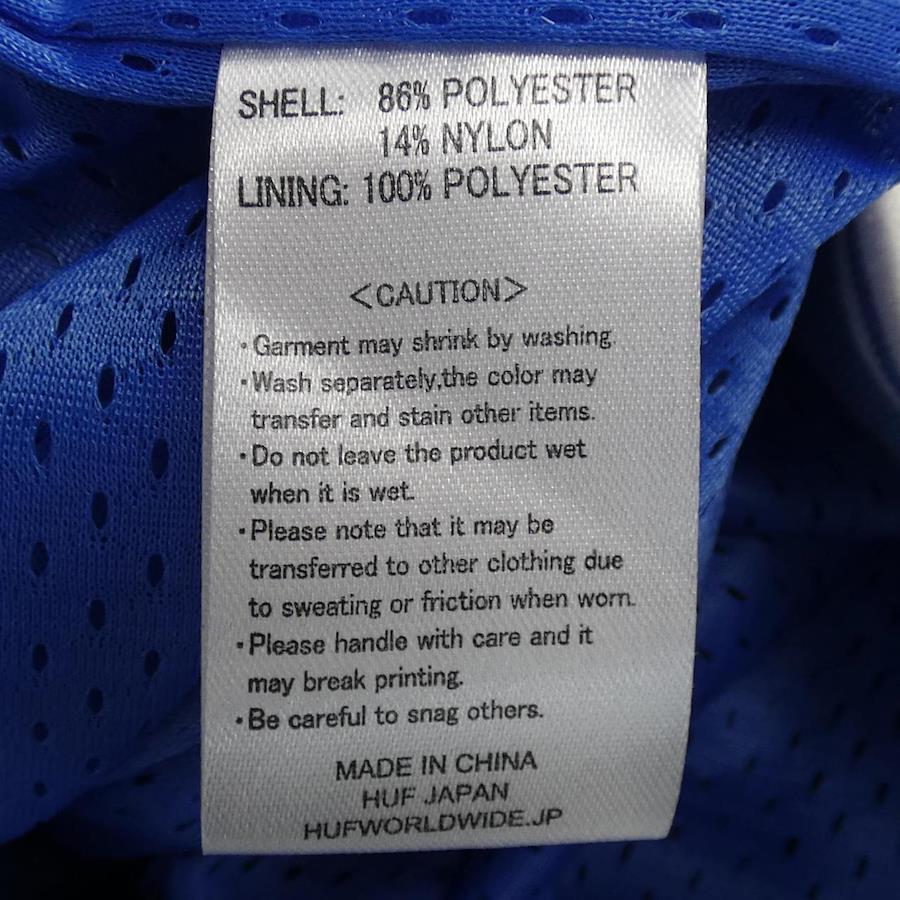 SHELL: 86% POLYESTER
14% NYLON
LINING: 100% POLYESTER
<CAUTION>
・Garment may shrink by washing.
・Wash separately,the color may
transfer and stain other items.
・Do not leave the product wet
when it is wet.
・Please note that it may be
transferred to other clothing due
to sweating or friction when worn.
・Please handle with care and it
may break printing.
・Be careful to snag others.
MADE IN CHINA
HUF JAPAN
HUFWORLDWIDE.JP